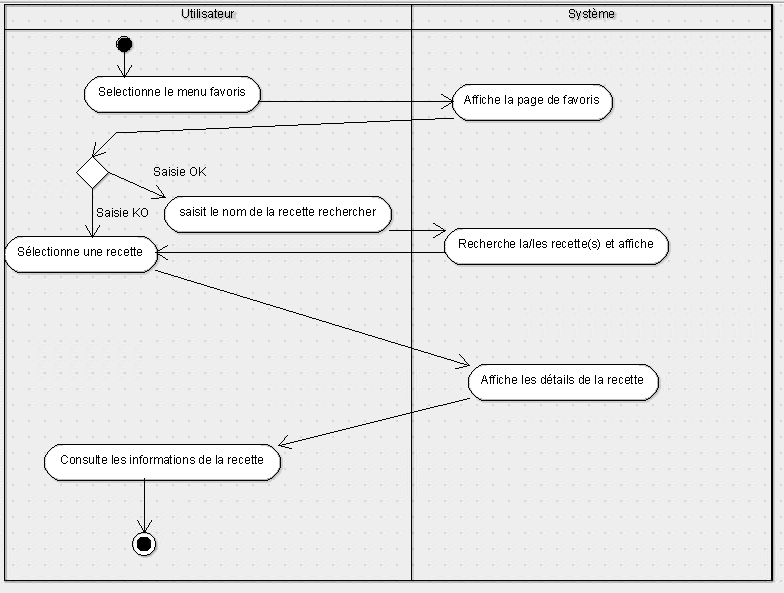 Utilisateur
Système
Selectionne le menu favoris
Affiche la page de favoris
Saisie OK
saisit le nom de la recette rechercher
Saisie KO
Recherche la/les recette(s) et affiche
Sélectionne une recette
Affiche les détails de la recette
Consulte les informations de la recette